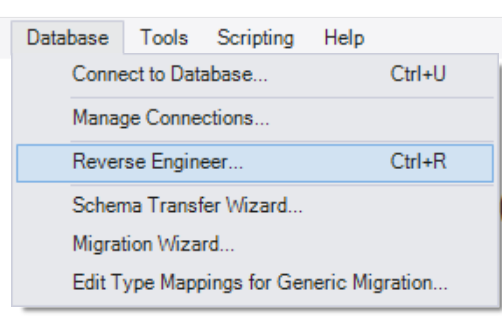 Database Tools Scripting Help
Connect to Database... Ctrl+U
Manage Connections...
Reverse Engineer... Ctrl+R
Schema Transfer Wizard...
Migration Wizard...
Edit Type Mappings for Generic Migration...